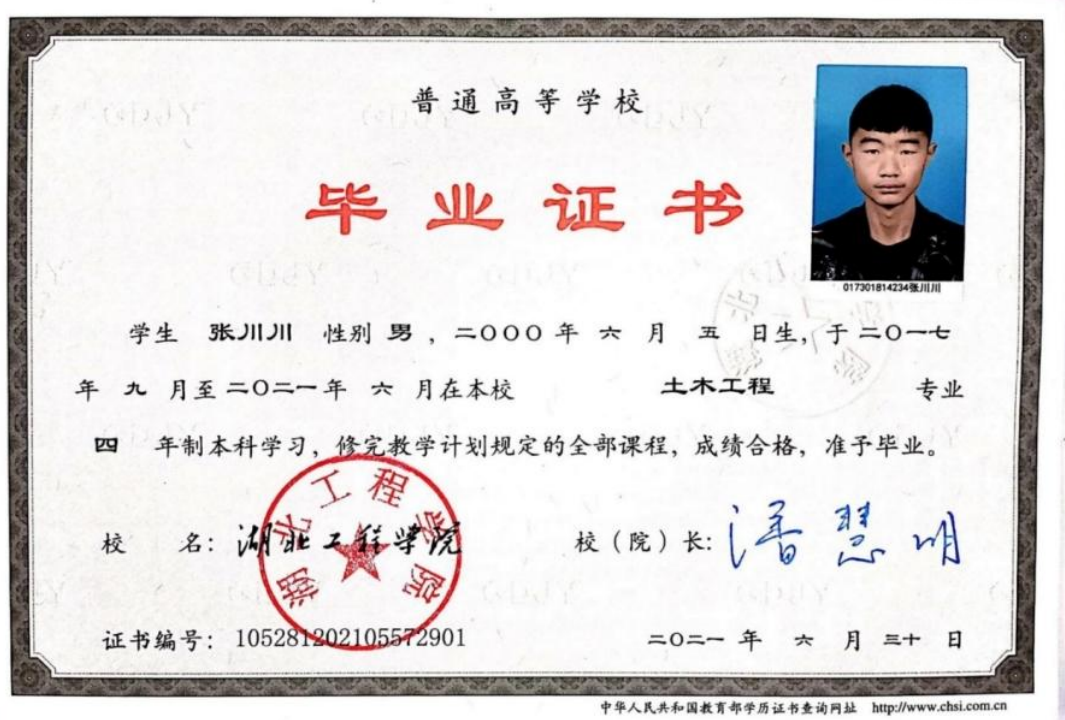 普通高等学校
毕业证书
017301814234张川川
学生 张川川 性别 男 ，二〇〇〇 年 六 月 五 日生，于 二〇一七
年 九 月至 二〇二一 年 六 月在本校 土木工程 专业
四 年制本科学习，修完教学计划规定的全部课程，成绩合格，准予毕业。
湖北工程学院
校 名：湖北工程学院 校（院）长：潘慧明
证书编号：105281202105572901 二〇二一 年 六 月 三十 日
中华人民共和国教育部学历证书查询网址 http://www.chsi.com.cn